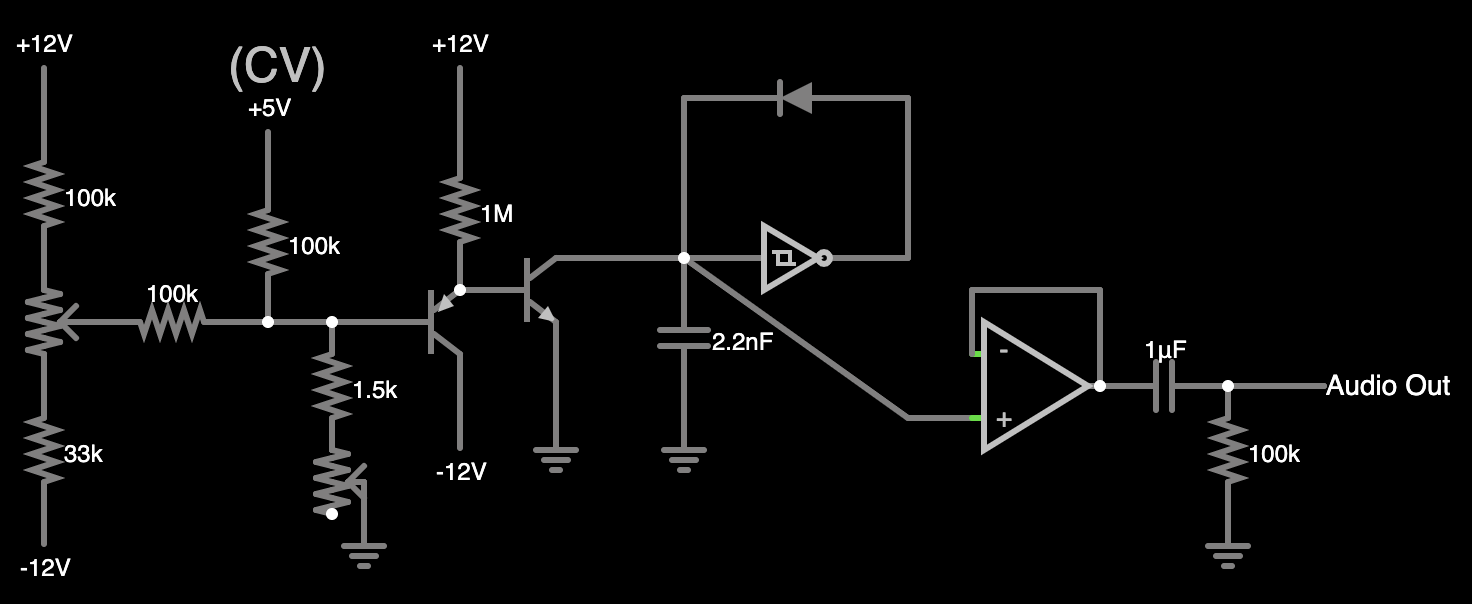 +12V
(CV)
+5V
+12V
100k
100k
1M
100k
1.5k
33k
-12V
-12V
2.2nF
-
+
1µF
Audio Out
100k